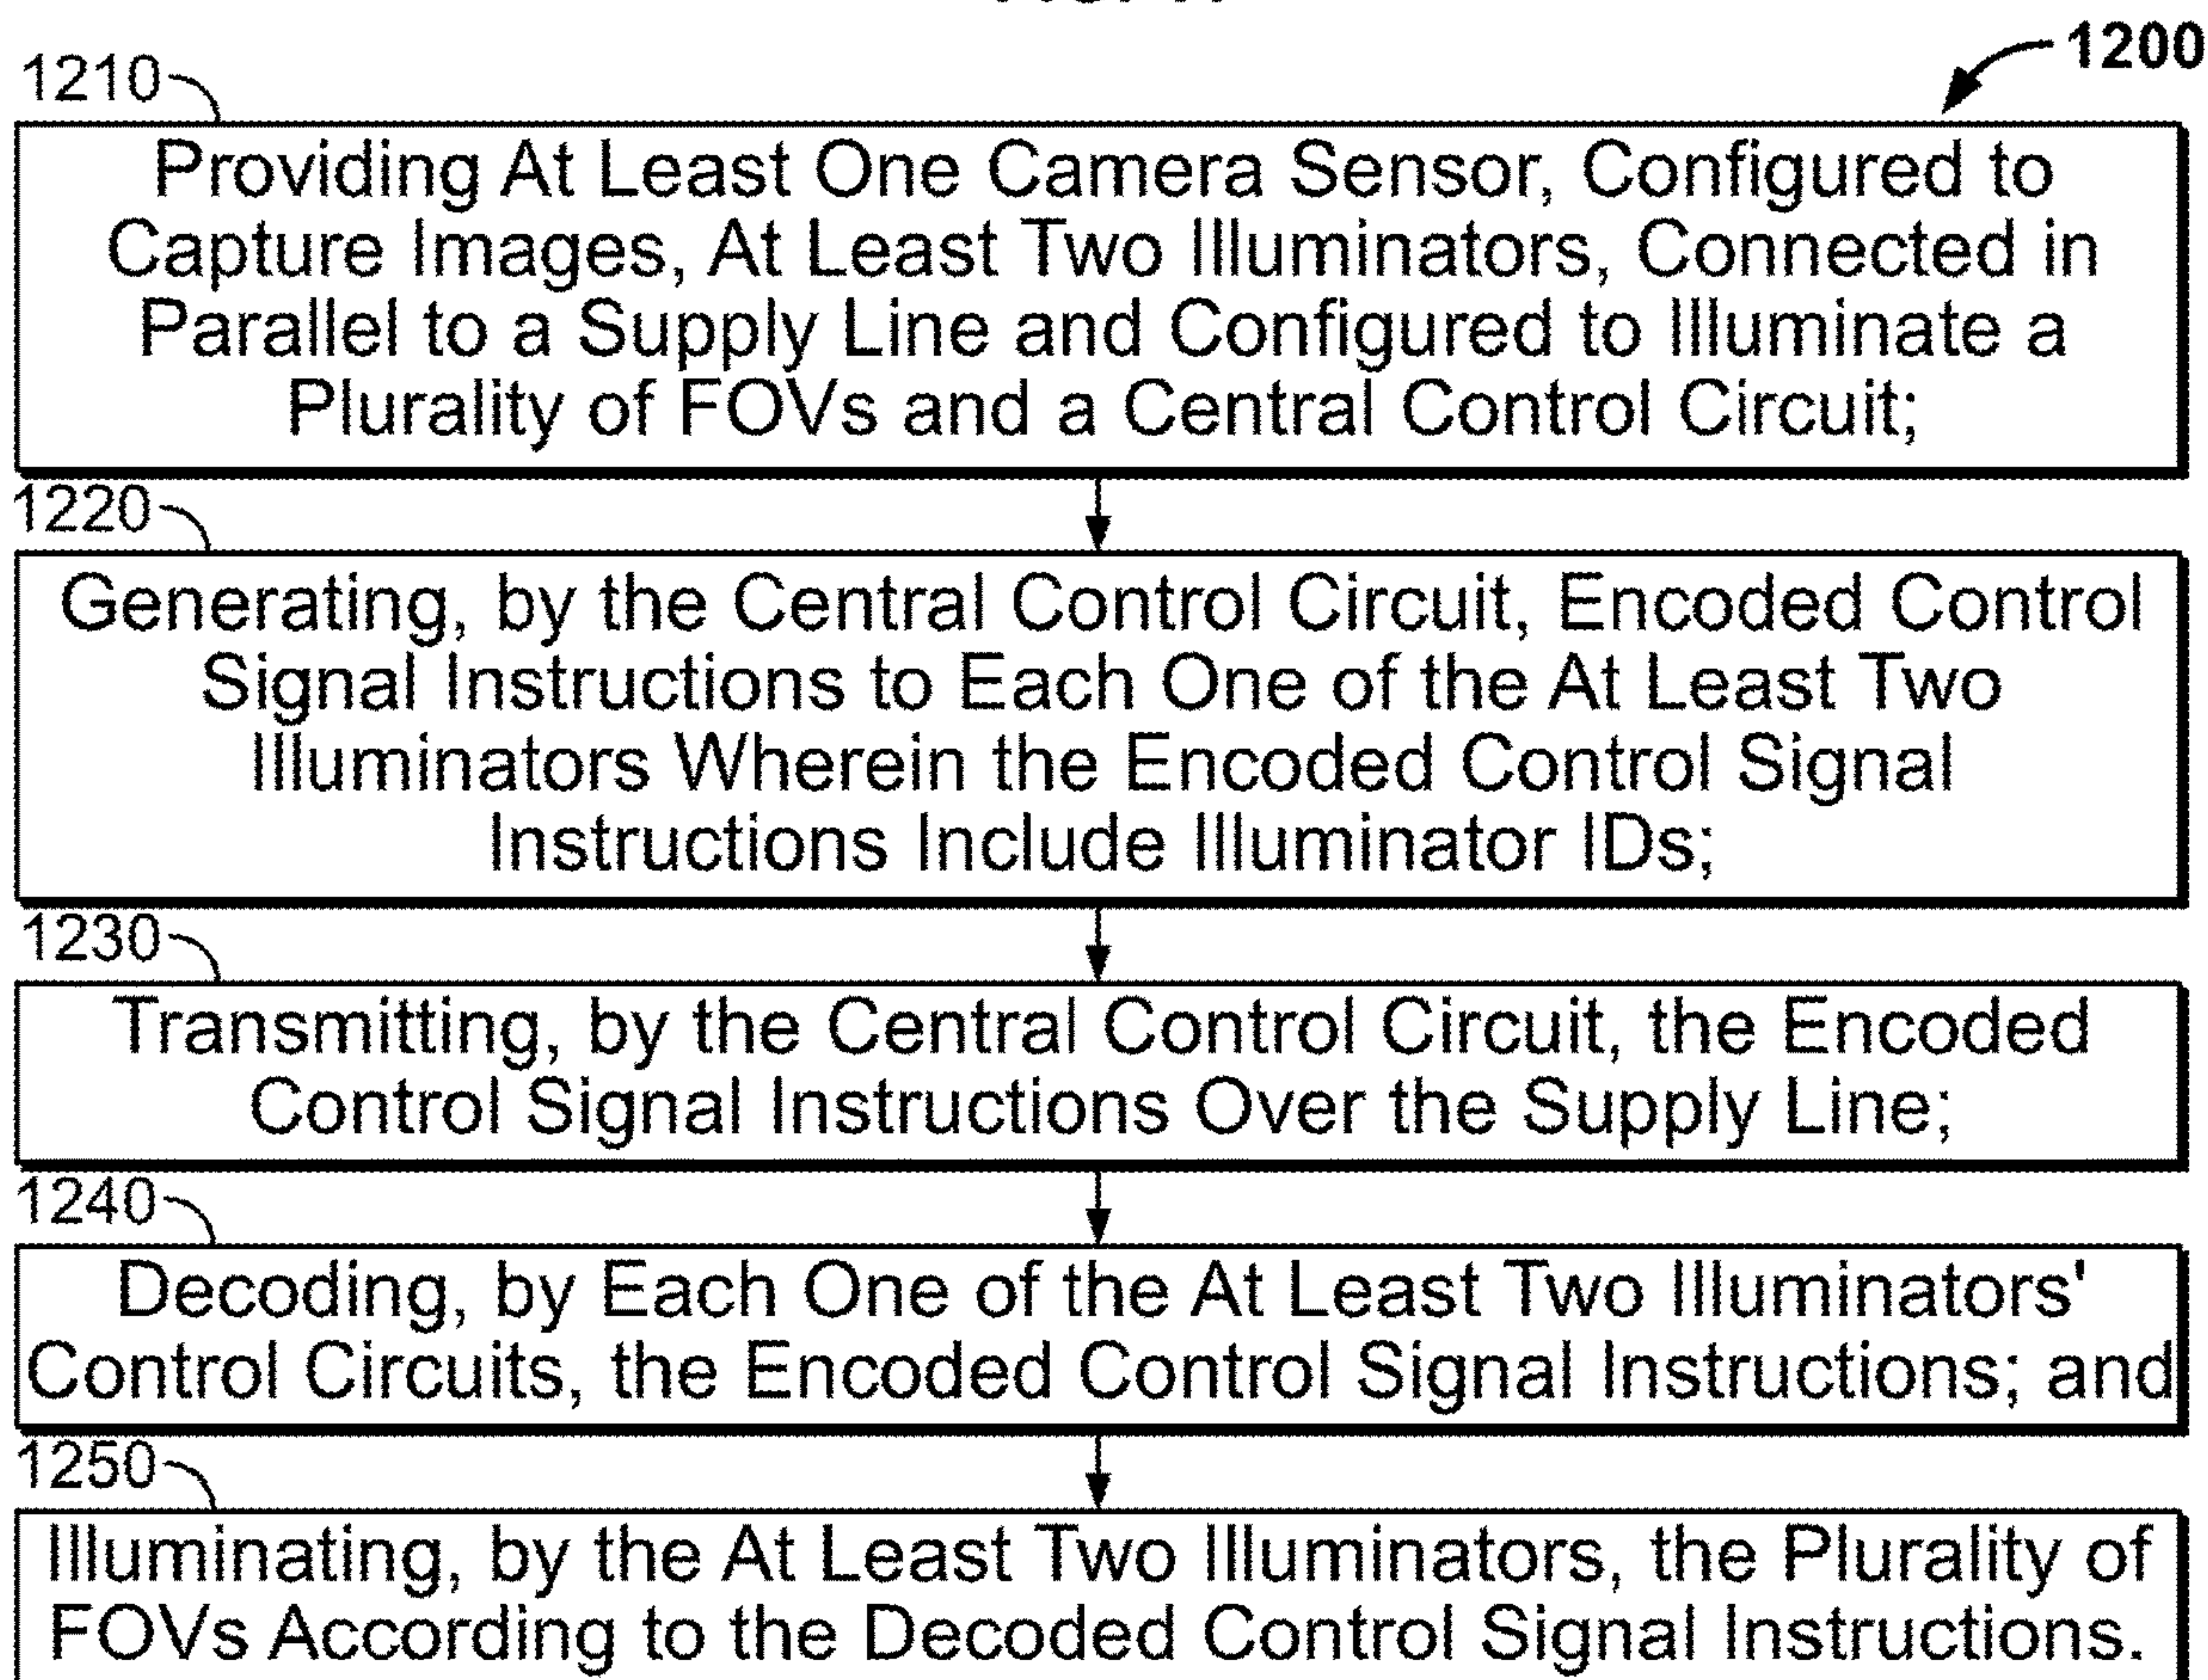 1200
1210
Providing At Least One Camera Sensor, Configured to
Capture Images, At Least Two Illuminators, Connected in
Parallel to a Supply Line and Configured to Illuminate a
Plurality of FOVs and a Central Control Circuit;
1220
Generating, by the Central Control Circuit, Encoded Control
Signal Instructions to Each One of the At Least Two
Illuminators Wherein the Encoded Control Signal
Instructions Include Illuminator IDs;
1230
Transmitting, by the Central Control Circuit, the Encoded
Control Signal Instructions Over the Supply Line;
1240
Decoding, by Each One of the At Least Two Illuminators'
Control Circuits, the Encoded Control Signal Instructions; and
1250
Illuminating, by the At Least Two Illuminators, the Plurality of
FOVs According to the Decoded Control Signal Instructions.